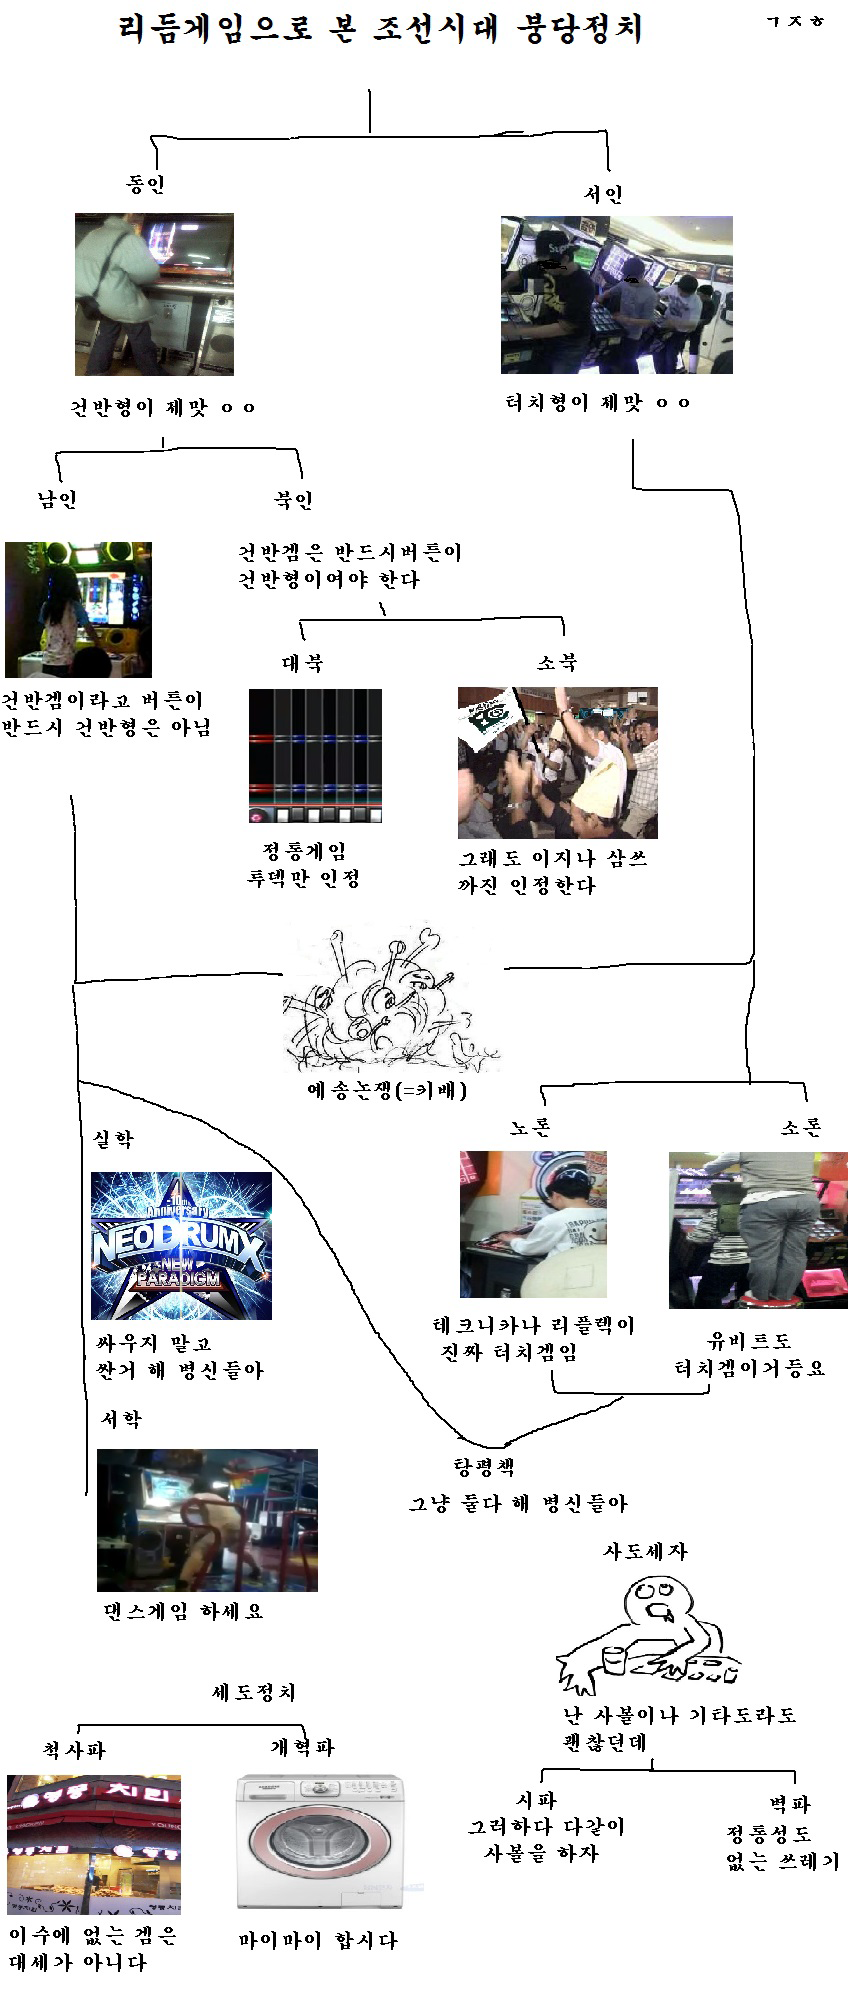 리듬게임으로 본 조선시대 붕당정치
ㄱㅈㅎ
동인
서인
건반형이 제맛 ㅇㅇ
터치형이 제맛 ㅇㅇ
남인
북인
건반겜은 반드시버튼이
건반형이여야 한다
대북
소북
건반겜이라고 버튼이
반드시 건반형은 아님
정통게임
투덱만 인정
그래도 이지나 삼쓰
까진 인정한다
예송논쟁(=키배)
노론
소론
실학
10th
Anniversary
NEODRUMX
NEW
PARADIGM
테크니카나 리플렉이
진짜 터치겜임
유비트도
터치겜이거등요
싸우지 말고
싼거 해 병신들아
서학
탕평책
그냥 둘다 해 병신들아
댄스게임 하세요
사도세자
난 사볼이나 기타도라도
괜찮던데
세도정치
척사파
개혁파
시파
그러하다 다같이
사볼을 하자
벽파
정통성도
없는 쓰레기
이수에 없는 겜은
대세가 아니다
마이마이 합시다